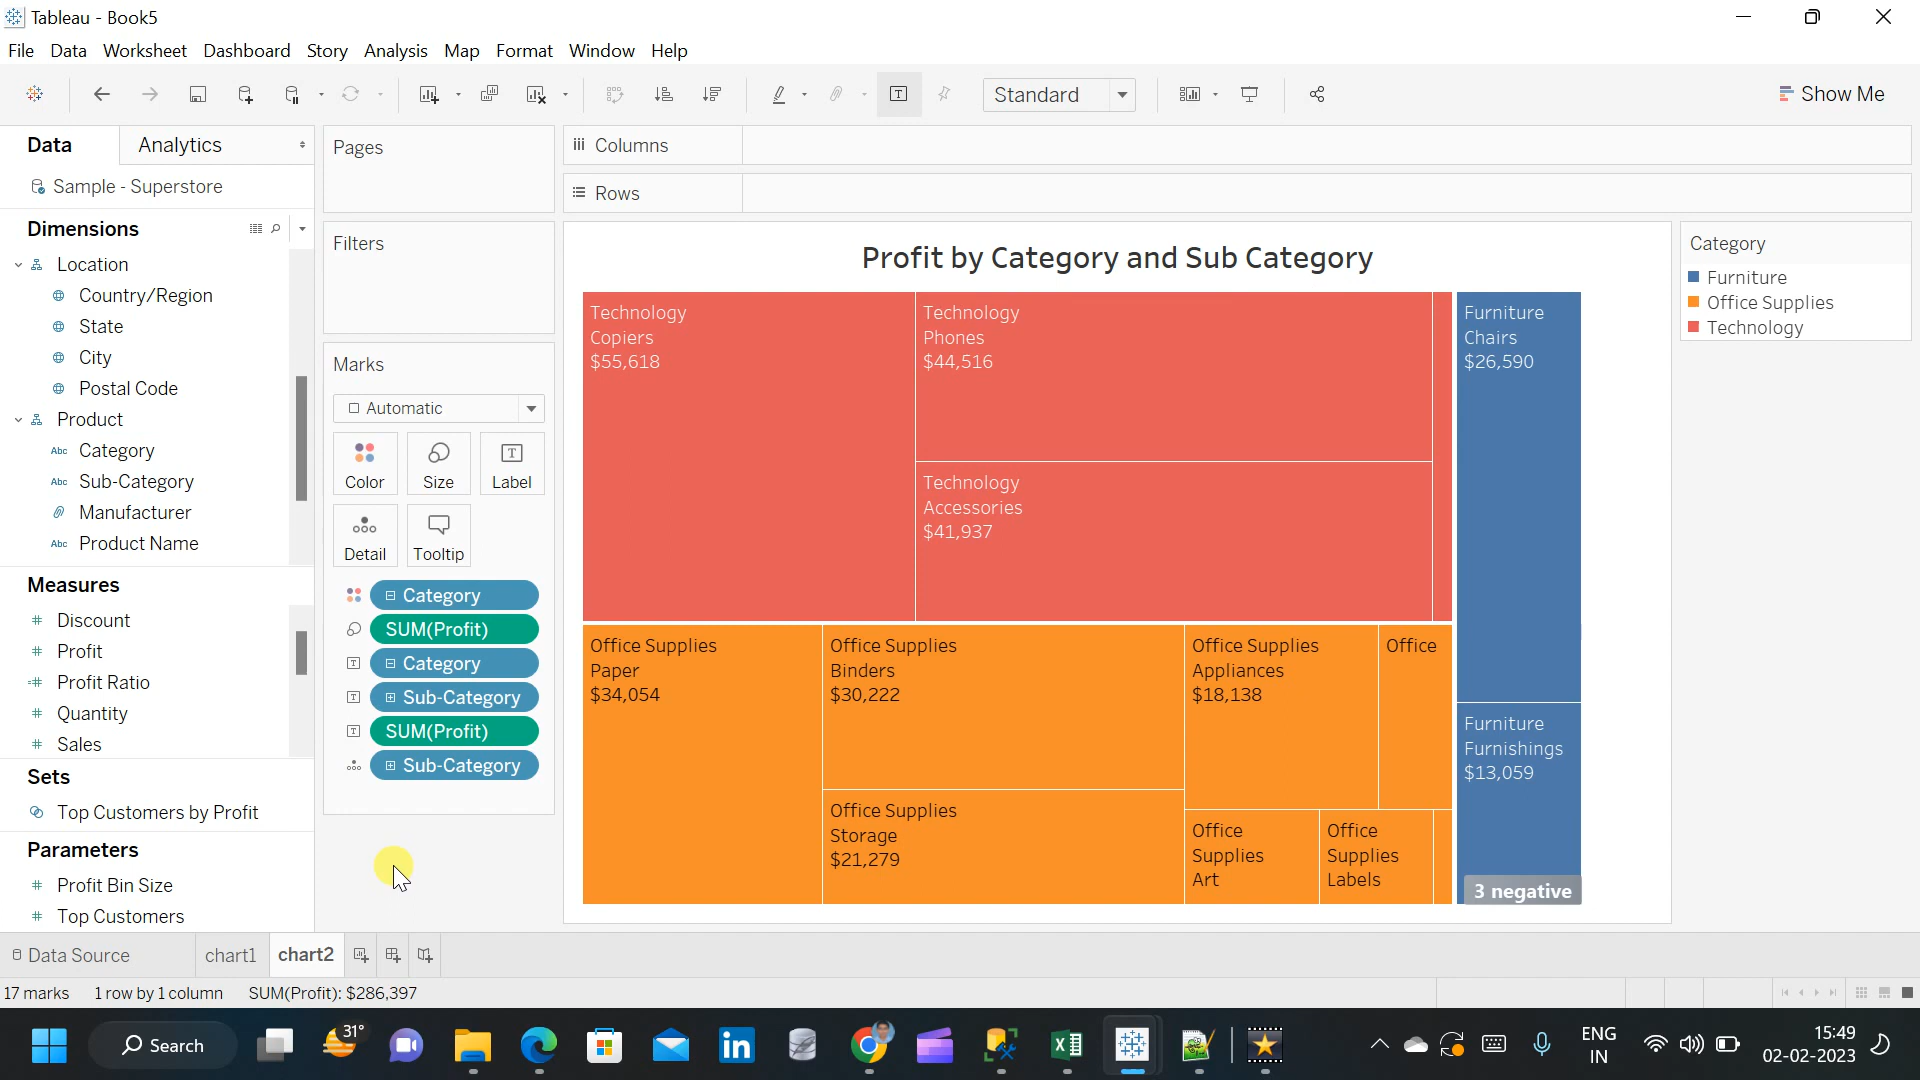 Tableau - Book5
File Data Worksheet Dashboard Story Analysis Map Format Window Help
Standard
Show Me
Data
Analytics
Sample - Superstore
Dimensions
Location
Country/Region
State
City
Postal Code
Product
Abc Category
Abc Sub-Category
Manufacturer
Abc Product Name
Measures
# Discount
# Profit
=# Profit Ratio
# Quantity
# Sales
Sets
Top Customers by Profit
Parameters
# Profit Bin Size
# Top Customers
Pages
Filters
Marks
Automatic
Color
Size
Label
Detail
Tooltip
Category
SUM(Profit)
Category
Sub-Category
SUM(Profit)
Sub-Category
Columns
Rows
Profit by Category and Sub Category
Technology
Copiers
$55,618
Technology
Phones
$44,516
Technology
Accessories
$41,937
Furniture
Chairs
$26,590
Furniture
Furnishings
$13,059
Office Supplies
Paper
$34,054
Office Supplies
Binders
$30,222
Office Supplies
Storage
$21,279
Office Supplies
Appliances
$18,138
Office
Office
Supplies
Art
Office
Supplies
Labels
3 negative
Category
Furniture
Office Supplies
Technology
Data Source
chart1
chart2
17 marks 1 row by 1 column SUM(Profit): $286,397
31°
Search
ENG
IN
15:49
02-02-2023